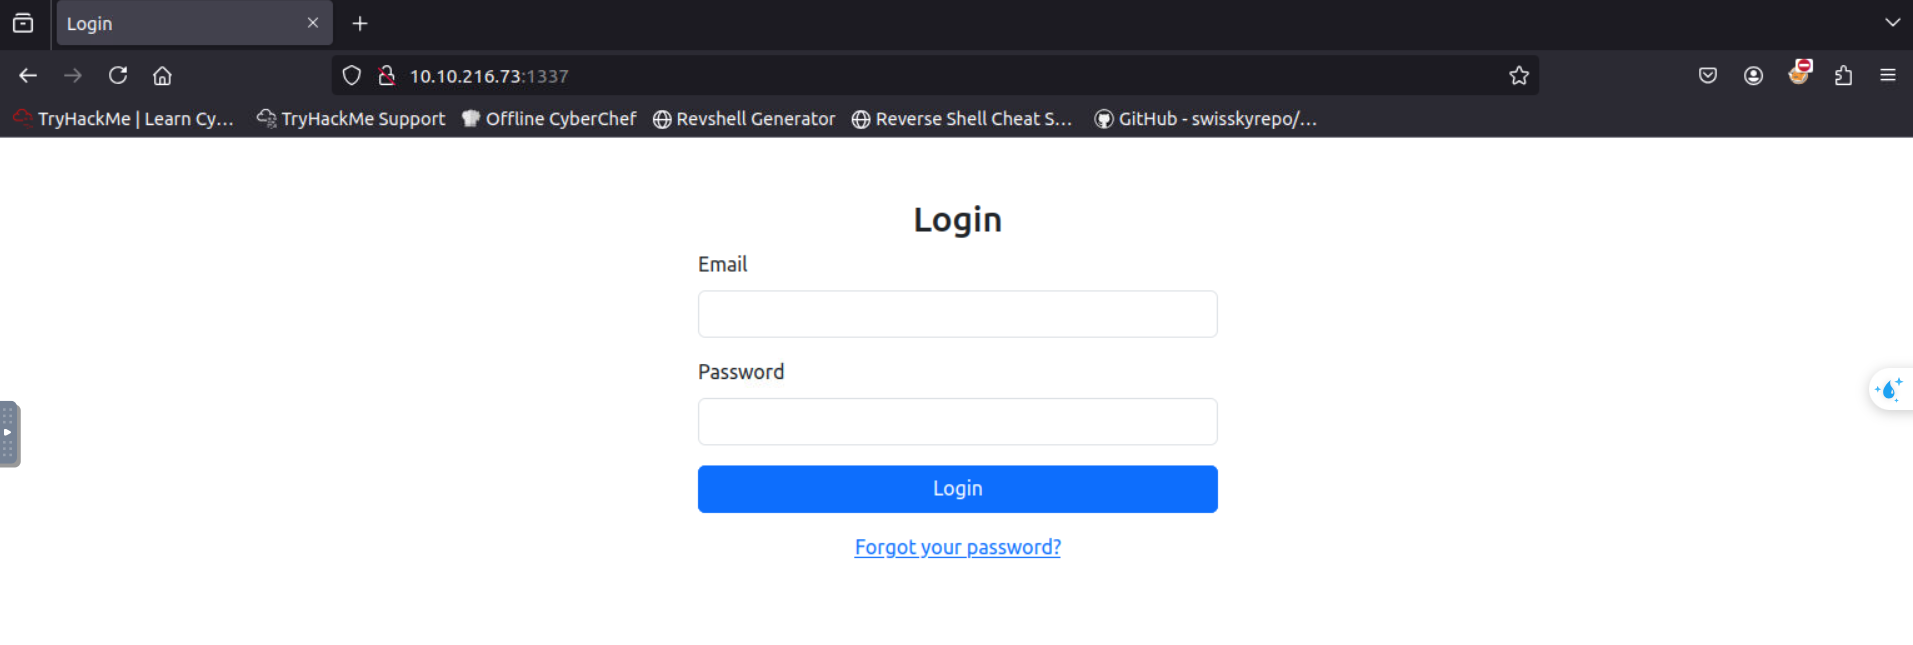 Login
10.10.216.73:1337
TryHackMe | Learn Cy... TryHackMe Support Offline CyberChef Revshell Generator Reverse Shell Cheat S... GitHub - swisskyrepo/...
Login
Email
Password
Login
Forgot your password?